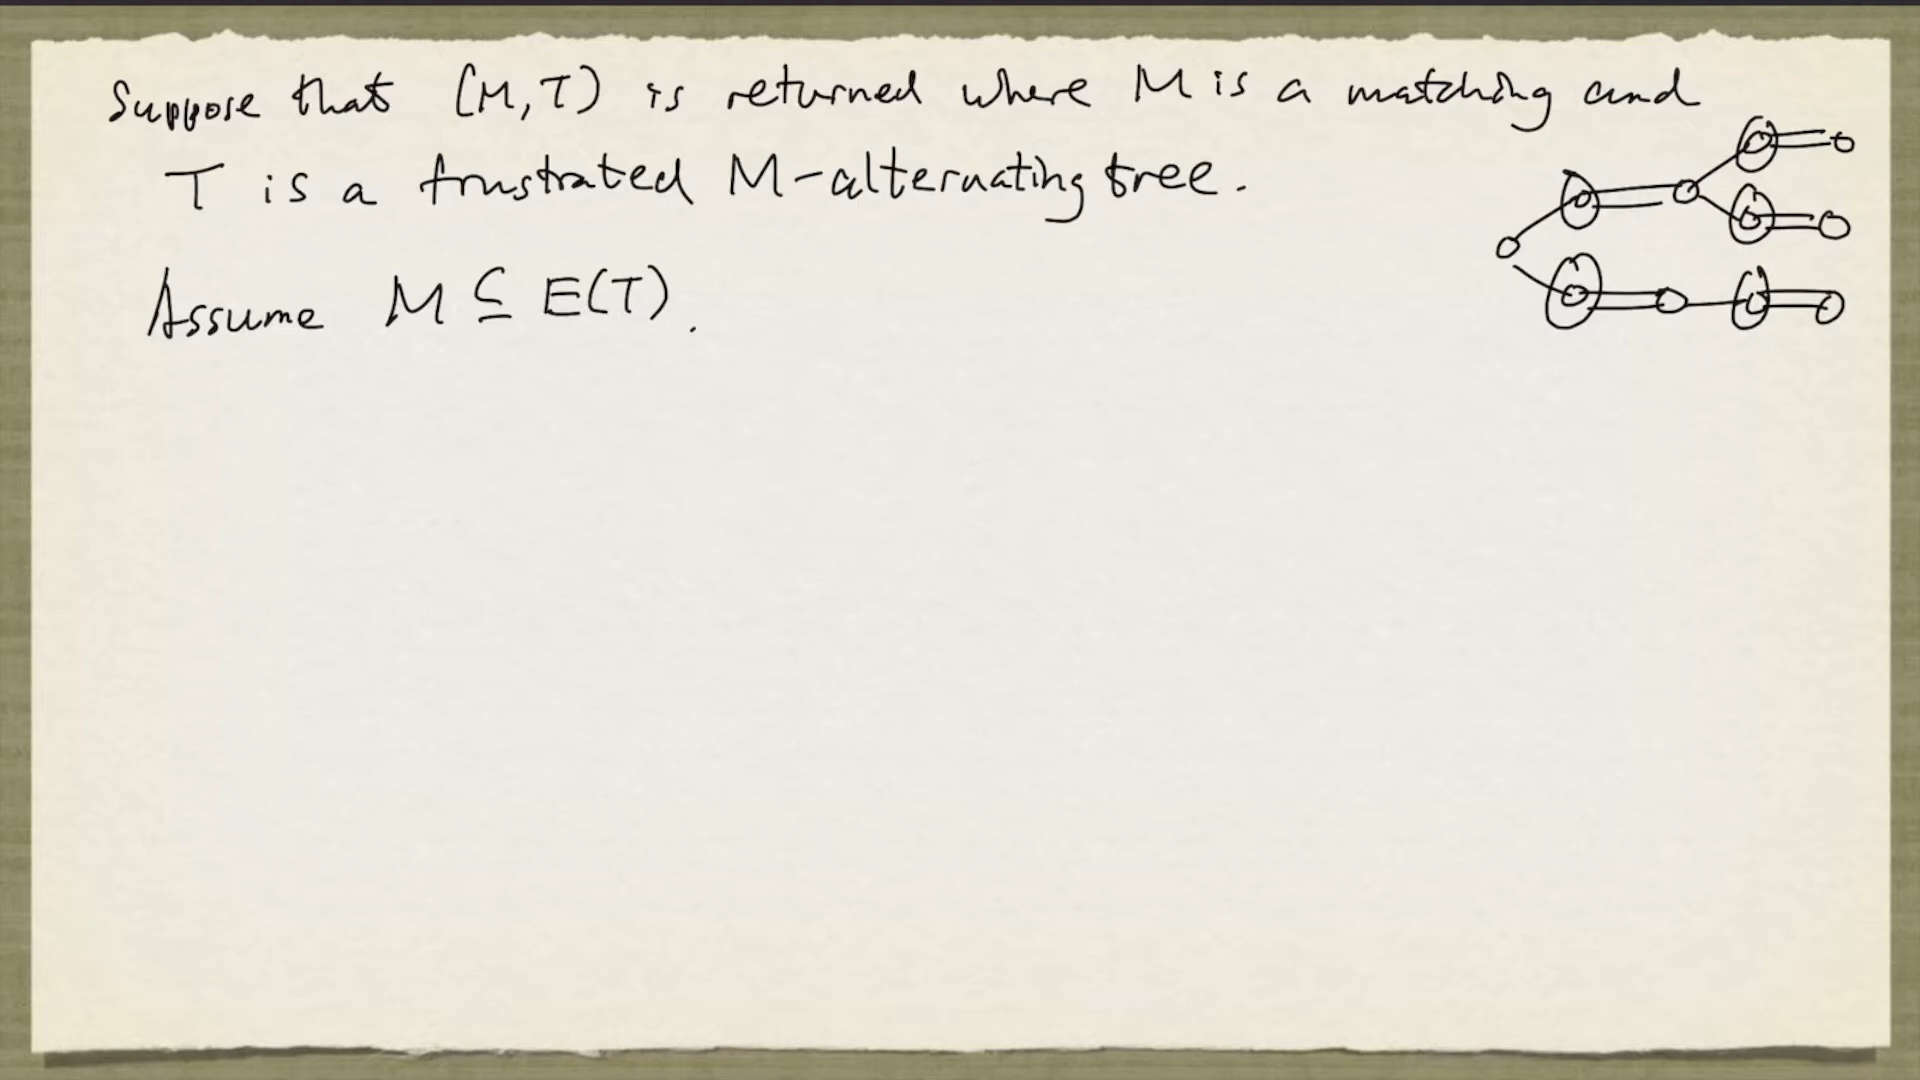 Suppose that (M,T) is returned where M is a matching and
T is a frustrated M-alternating tree.
Assume M ⊆ E(T).